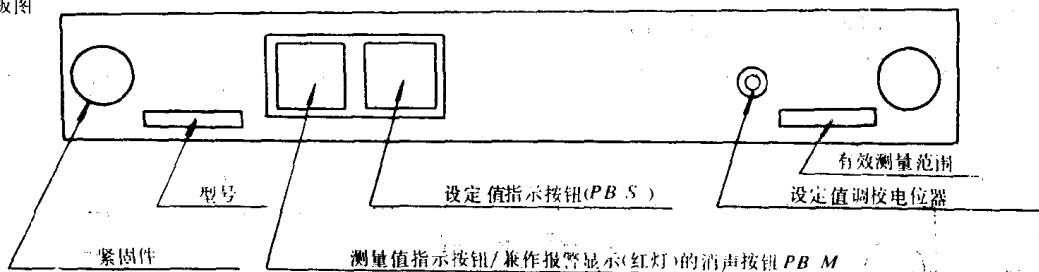 板图
有效测量范围
型号
设定值指示按钮(PB S)
设定值调校电位器
紧固件
测量值指示按钮/兼作报警显示(红灯)的消声按钮PB M